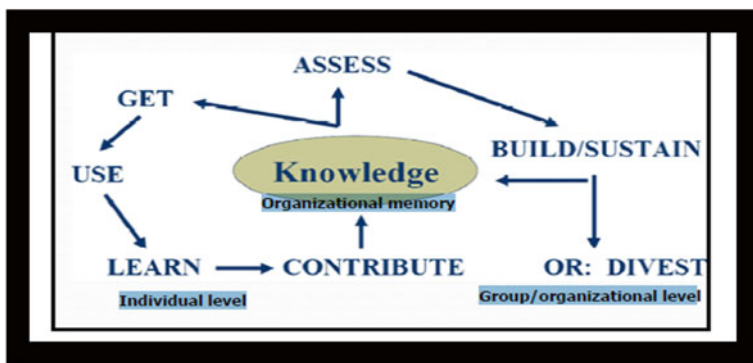 ASSESS
GET
BUILD/SUSTAIN
Knowledge
USE
Organizational memory
LEARN
CONTRIBUTE
OR: DIVEST
Individual level
Group/organizational level